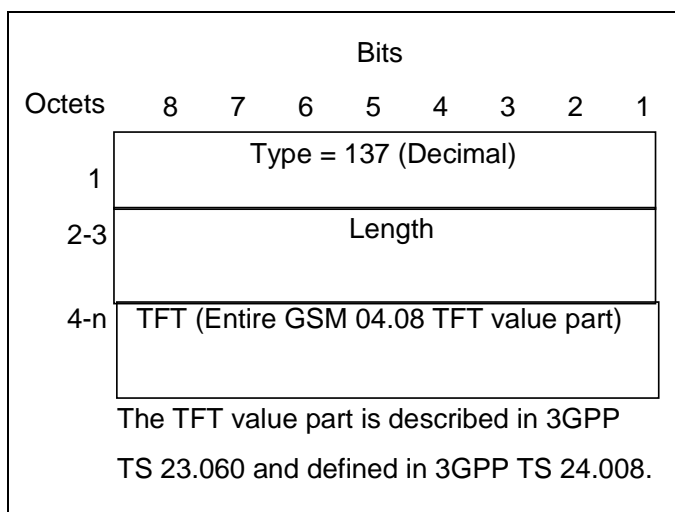 Bits
Octets 8 7 6 5 4 3 2 1
1 Type = 137 (Decimal)
2-3 Length
4-n TFT (Entire GSM 04.08 TFT value part)
The TFT value part is described in 3GPP
TS 23.060 and defined in 3GPP TS 24.008.